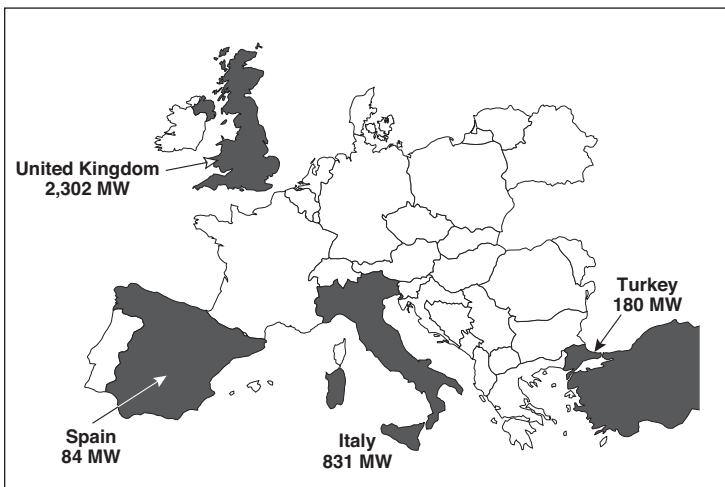 United Kingdom
2,302 MW
Turkey
180 MW
Spain
84 MW
Italy
831 MW